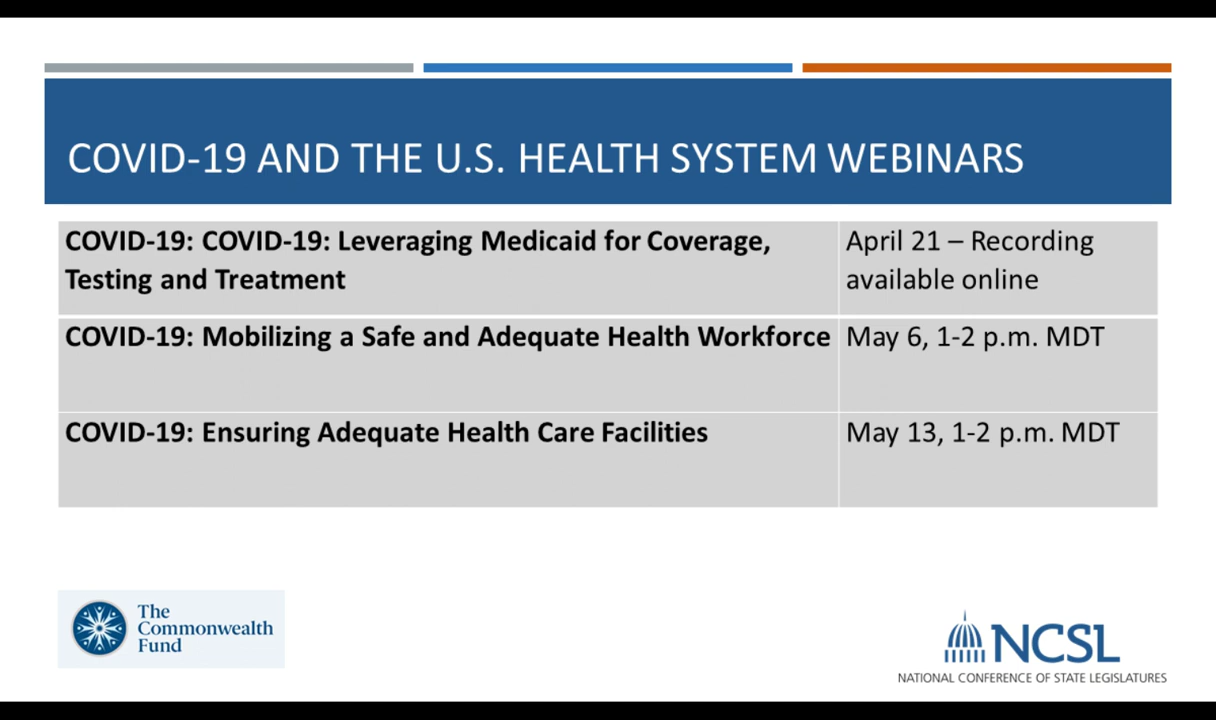 COVID-19 AND THE U.S. HEALTH SYSTEM WEBINARS
COVID-19: COVID-19: Leveraging Medicaid for Coverage,
Testing and Treatment
April 21 – Recording
available online
COVID-19: Mobilizing a Safe and Adequate Health Workforce
May 6, 1-2 p.m. MDT
COVID-19: Ensuring Adequate Health Care Facilities
May 13, 1-2 p.m. MDT
The
Commonwealth
Fund
NCSL
NATIONAL CONFERENCE OF STATE LEGISLATURES